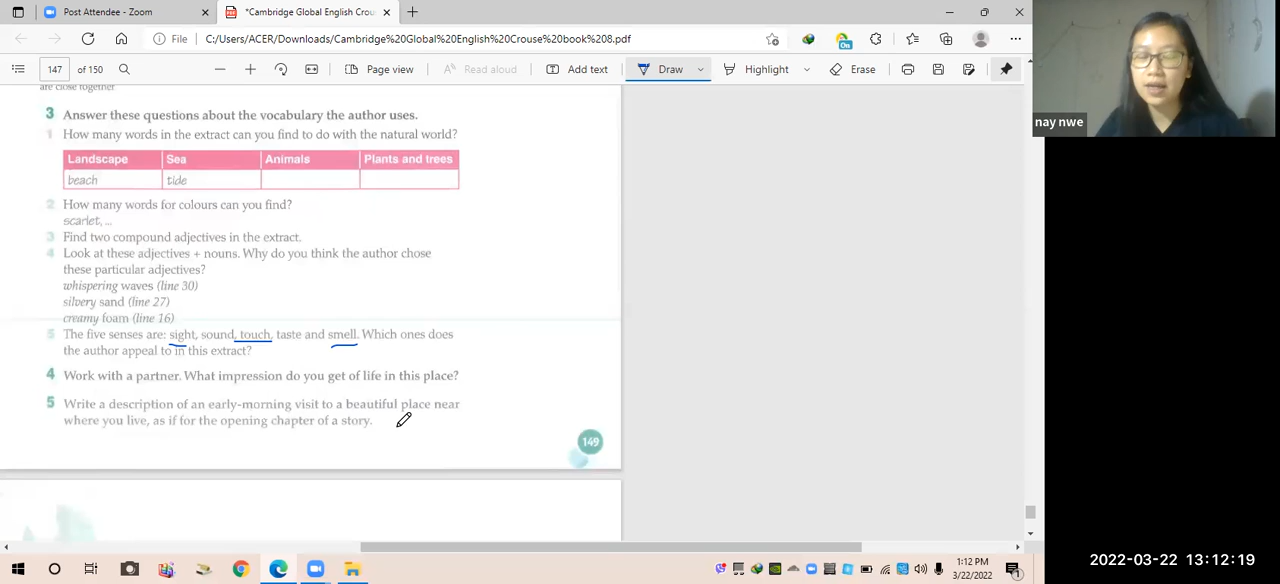 Post Attendee - Zoom
*Cambridge Global English Crou
File
C:/Users/ACER/Downloads/Cambridge%20Global%20English%20Crouse%20book%208.pdf
On
147 of 150
Page view
Read aloud
Add text
Draw
Highlight
Erase
nay nwe
are close together
3 Answer these questions about the vocabulary the author uses.
1 How many words in the extract can you find to do with the natural world?
Landscape Sea Animals Plants and trees
beach tide
2 How many words for colours can you find?
scarlet, ...
3 Find two compound adjectives in the extract.
4 Look at these adjectives + nouns. Why do you think the author chose
these particular adjectives?
whispering waves (line 30)
silvery sand (line 27)
creamy foam (line 16)
5 The five senses are: sight, sound, touch, taste and smell. Which ones does
the author appeal to in this extract?
4 Work with a partner. What impression do you get of life in this place?
5 Write a description of an early-morning visit to a beautiful place near
where you live, as if for the opening chapter of a story.
149
1:12 PM
3/22/2022
1
2022-03-22 13:12:19